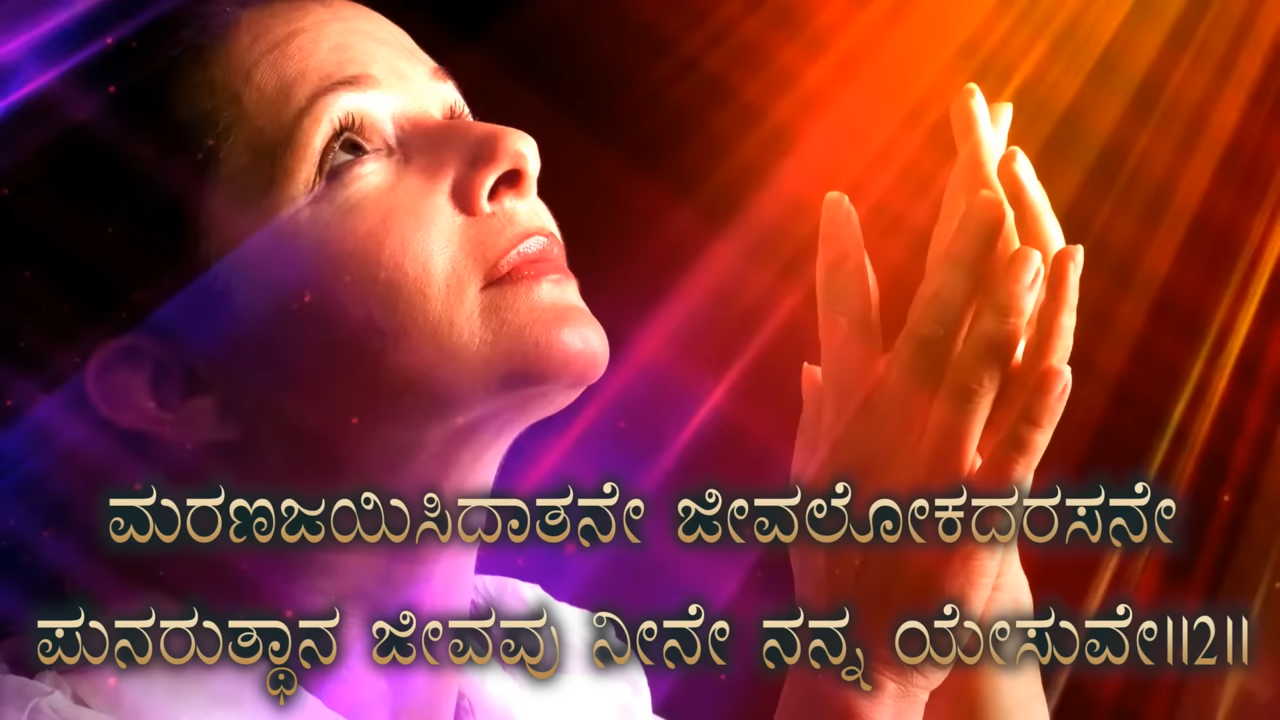 ಮರಣಜಯಿಸಿದಾತನೇ ಜೀವಲೋಕದರಸನೇ
ಪುನರುತ್ಥಾನ ಜೀವವು ನೀನೇ ನನ್ನ ಯೇಸುವೇ||2||